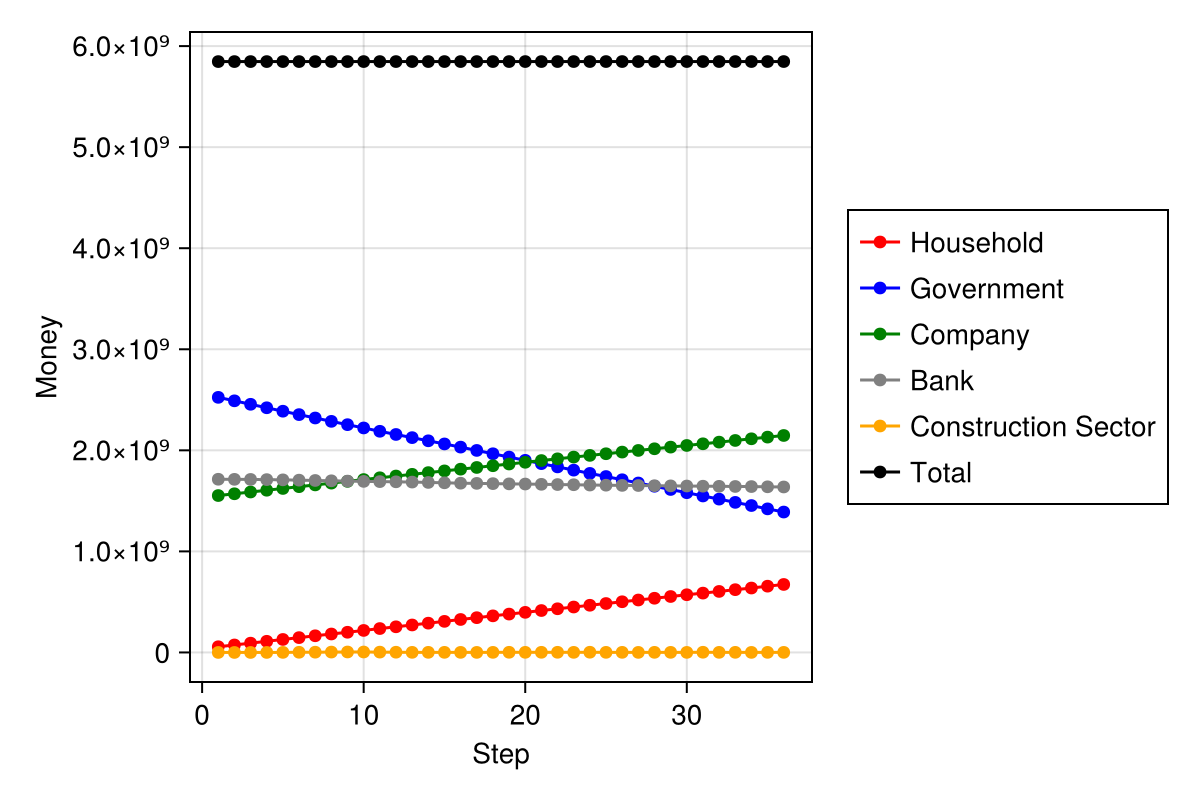 6.0×10⁹
5.0×10⁹
4.0×10⁹
3.0×10⁹
2.0×10⁹
1.0×10⁹
0
Money
0 10 20 30
Step
Household
Government
Company
Bank
Construction Sector
Total